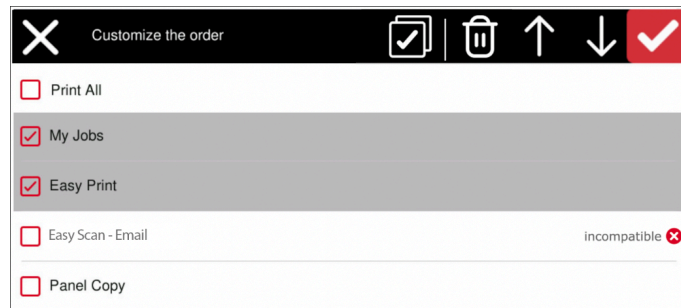 Customize the order
Print All
My Jobs
Easy Print
Easy Scan - Email incompatible
Panel Copy